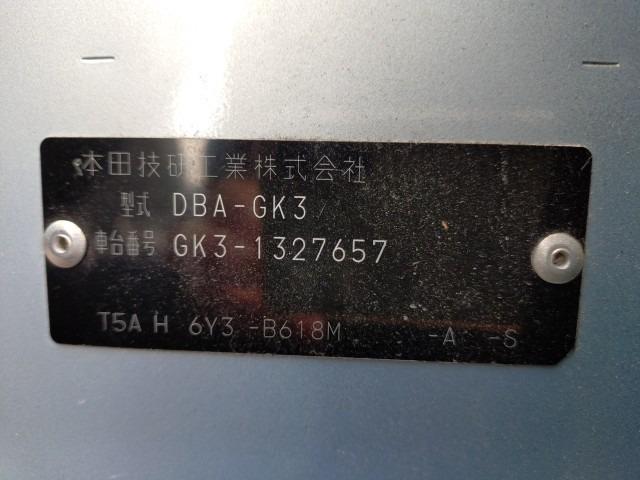 本田技研工業株式会社
型式 DBA-GK3
車台番号 GK3-1327657
T5A H 6Y3 -B618M -A -S